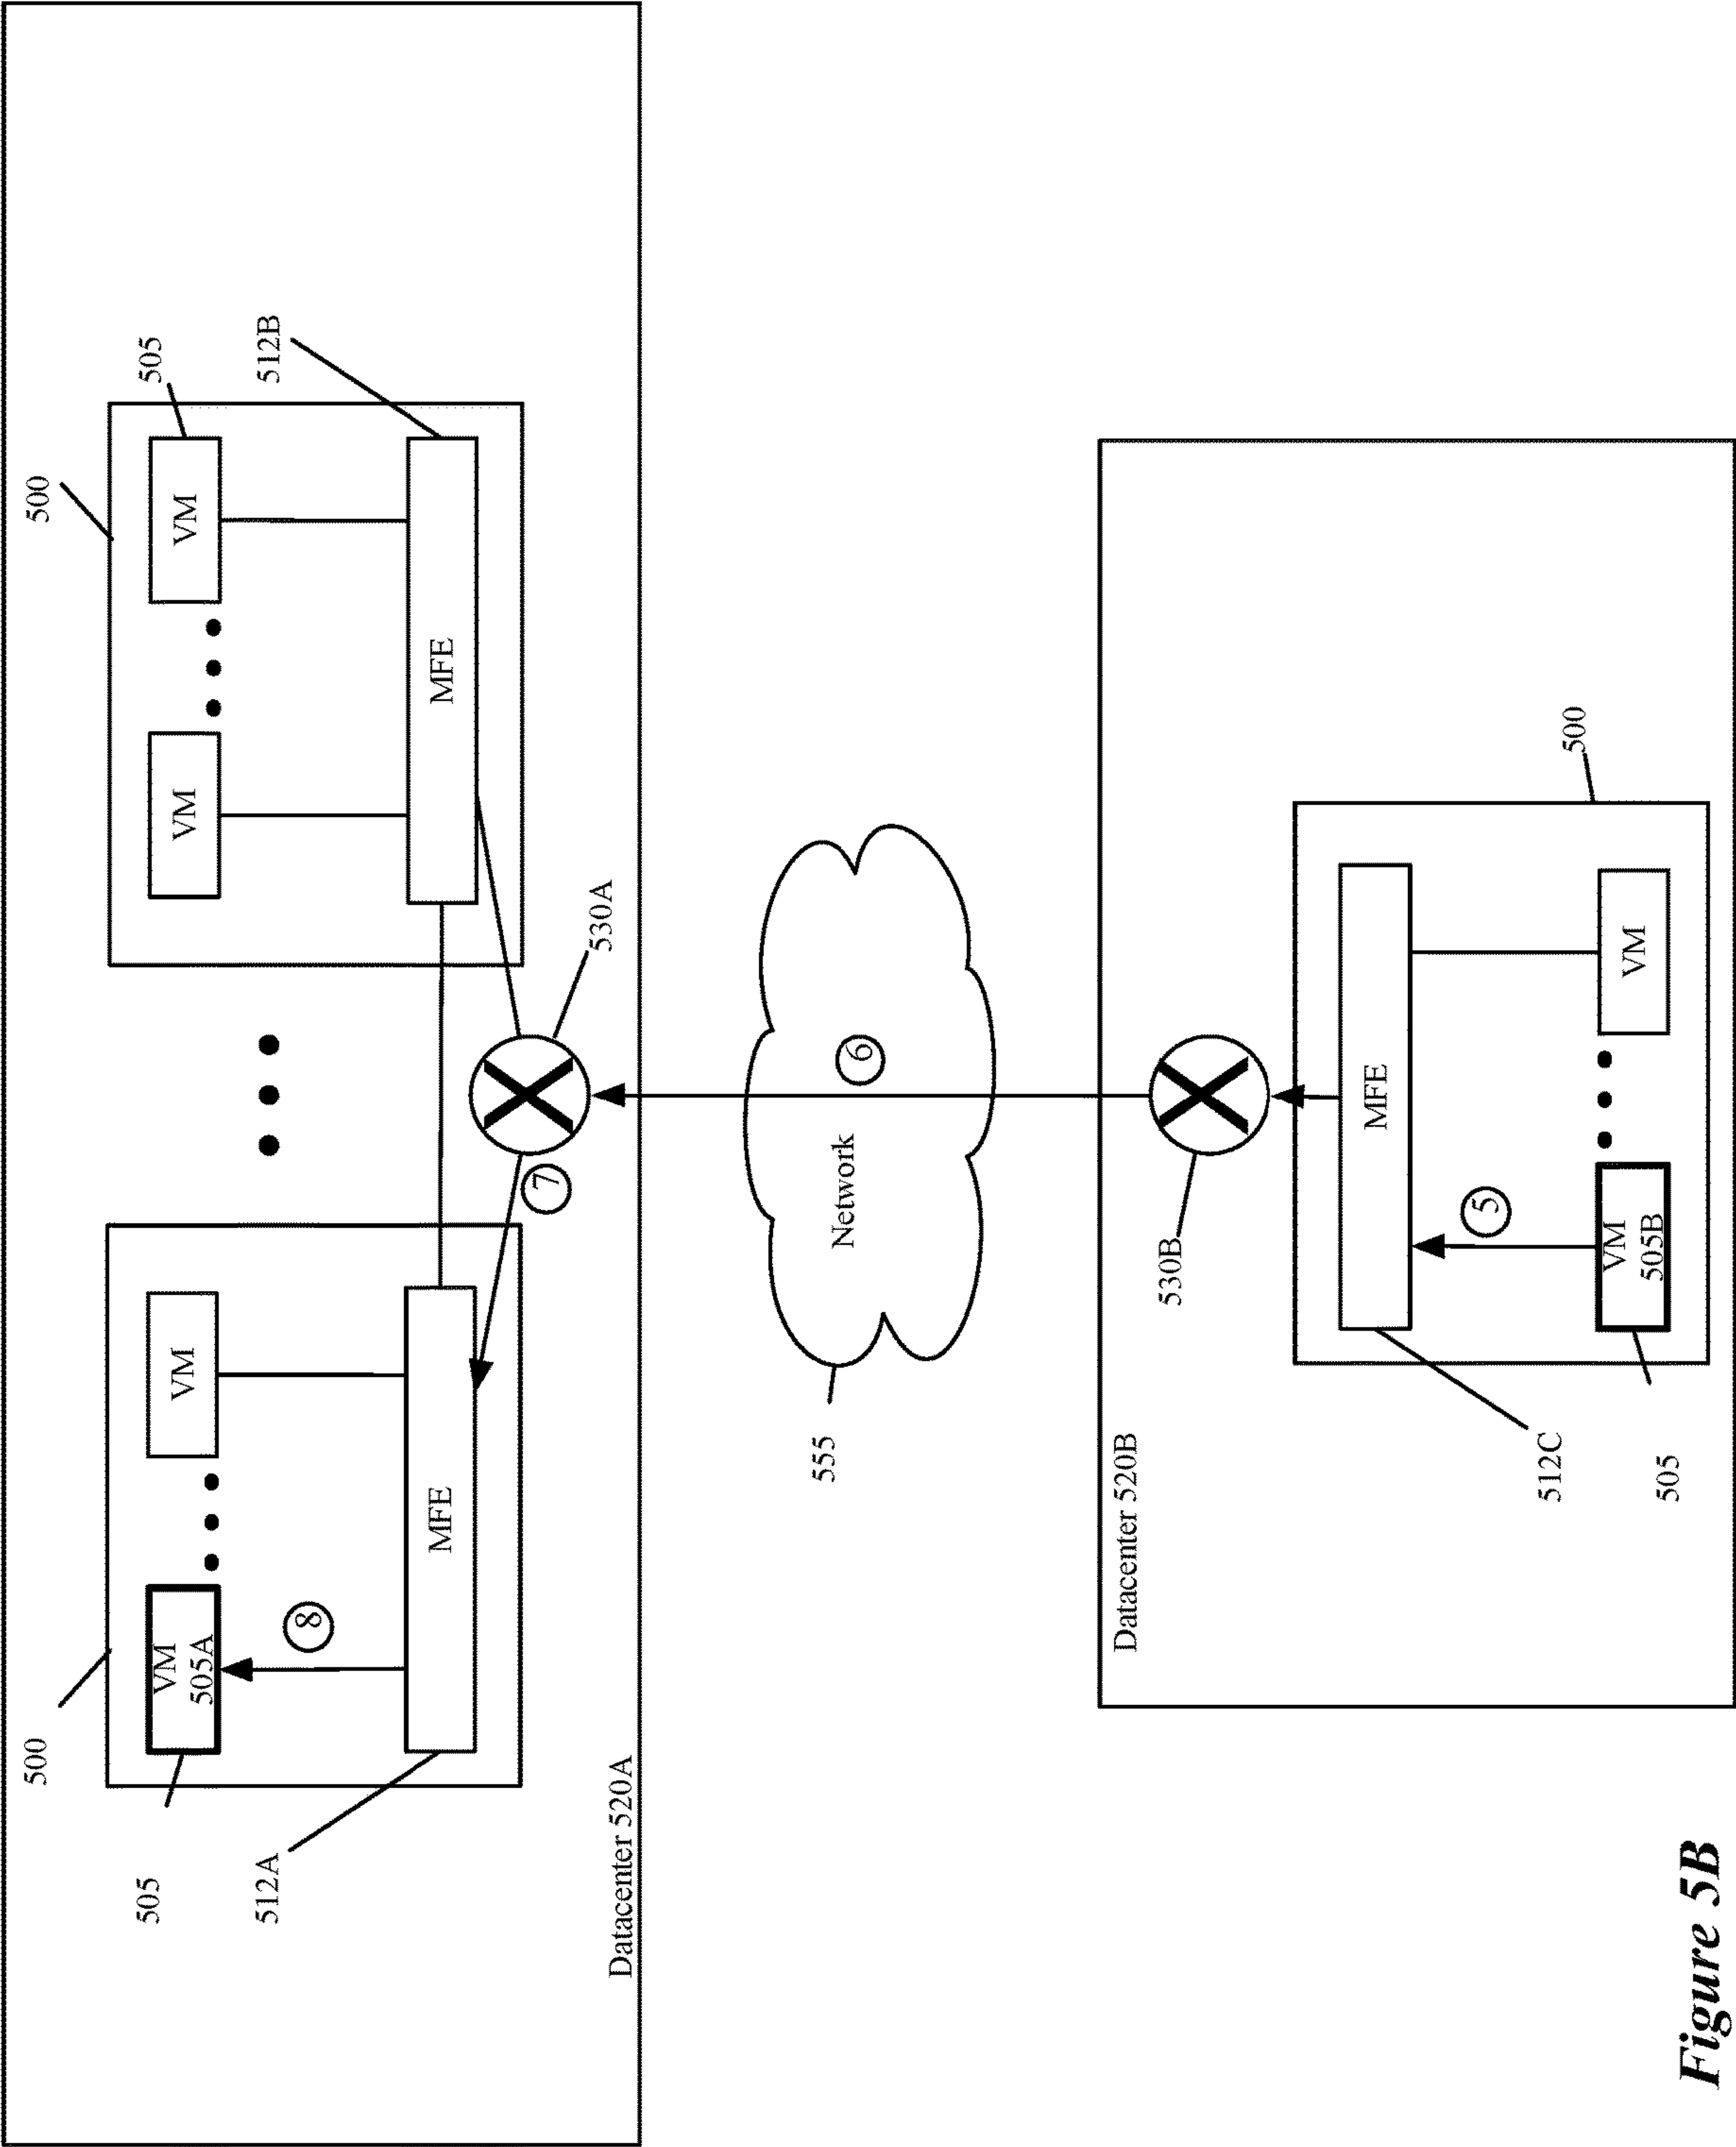 500
500
505
505
VM
505A
VM
VM
VM
512A
512B
8
MFE
MFE
7
530A
Datacenter 520A
555
Network
6
Datacenter 520B
530B
MFE
5
512C
500
VM
505B
VM
505
Figure 5B